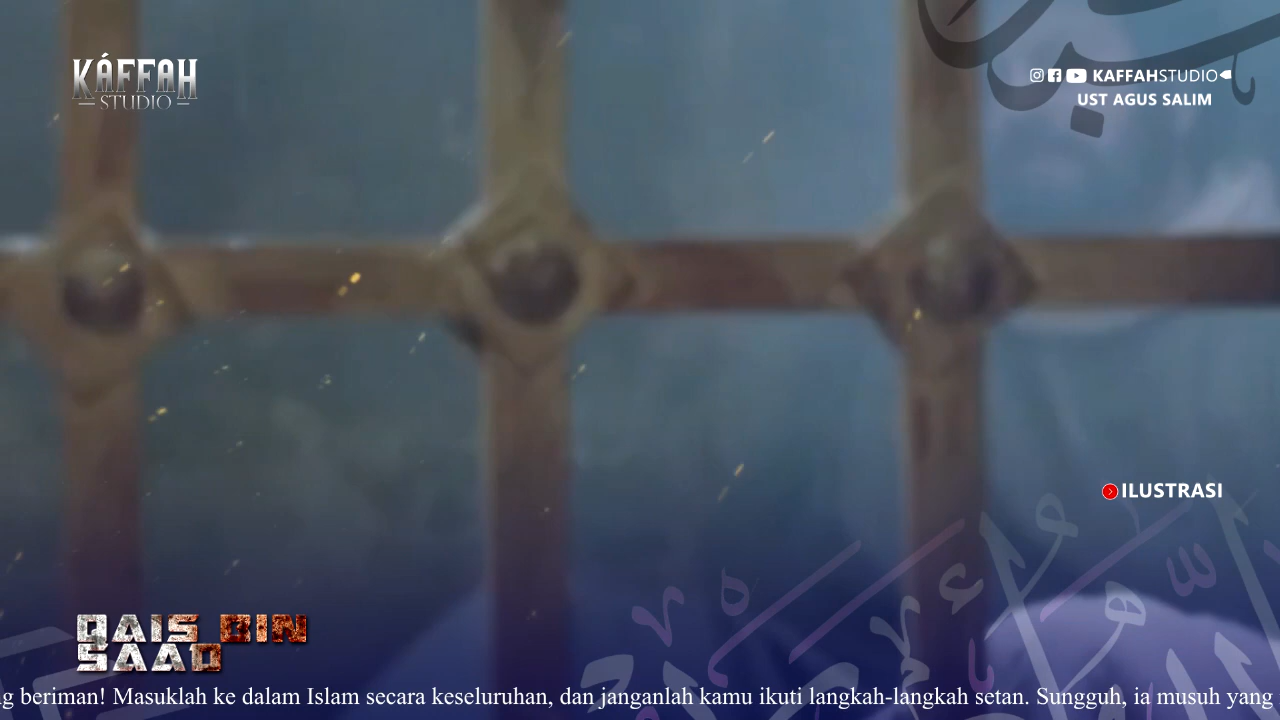 KÁFFAH
STUDIO
KAFFAHSTUDIO
UST AGUS SALIM
ILUSTRASI
QAIS BIN
SAAD
beriman! Masuklah ke dalam Islam secara keseluruhan, dan janganlah kamu ikuti langkah-langkah setan. Sungguh, ia musuh yang